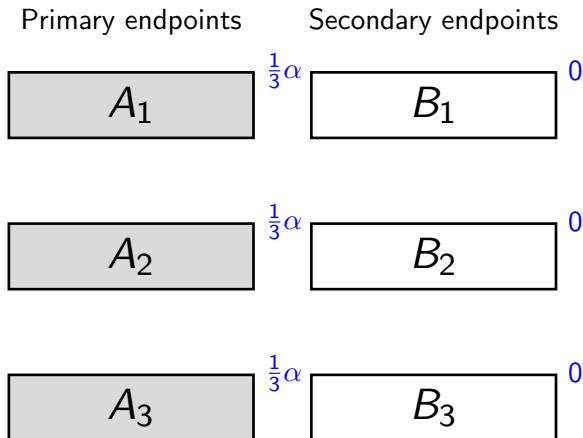 Primary endpoints Secondary endpoints
⅓α 0
A₁ B₁
⅓α 0
A₂ B₂
⅓α 0
A₃ B₃